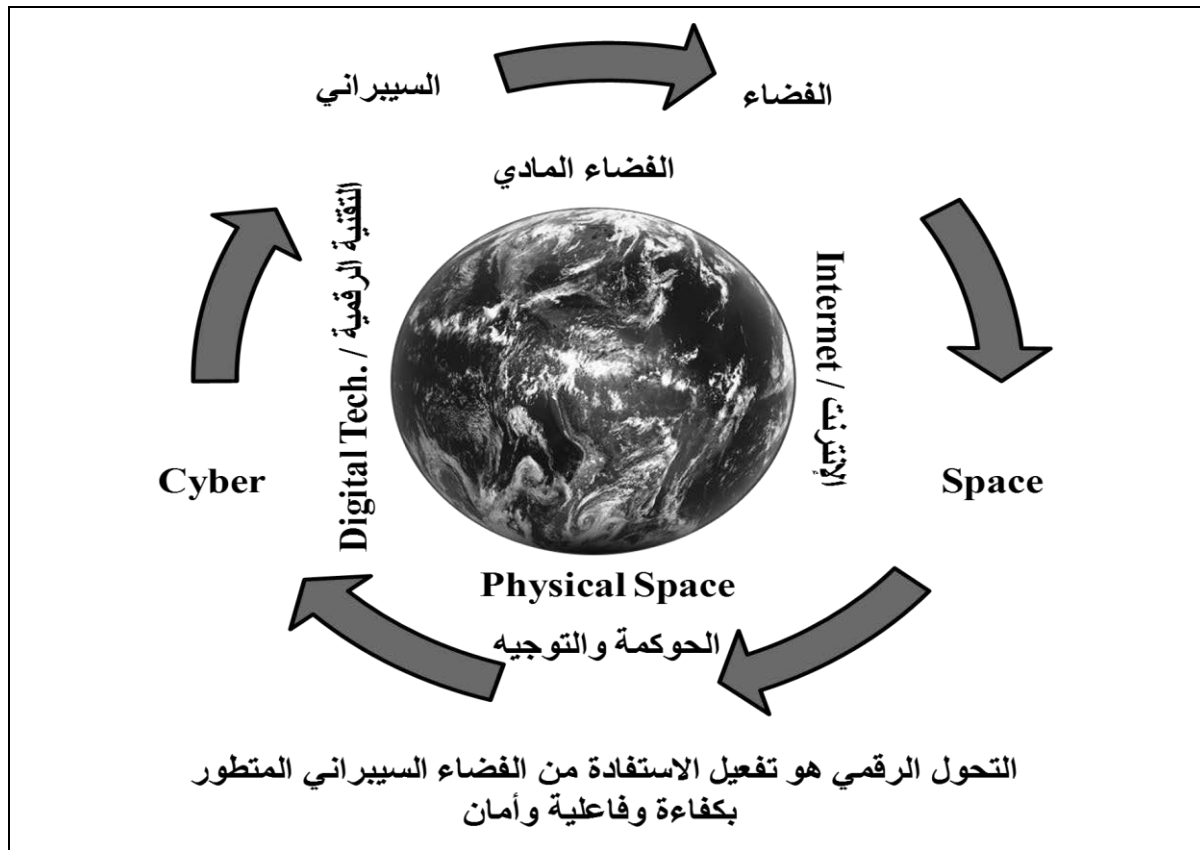 الفضاء
السيبراني
الفضاء المادي
التقنية الرقمية / Digital Tech.
Internet / الإنترنت
Cyber
Space
Physical Space
الحوكمة والتوجيه
التحول الرقمي هو تفعيل الاستفادة من الفضاء السيبراني المتطور
بكفاءة وفاعلية وأمان